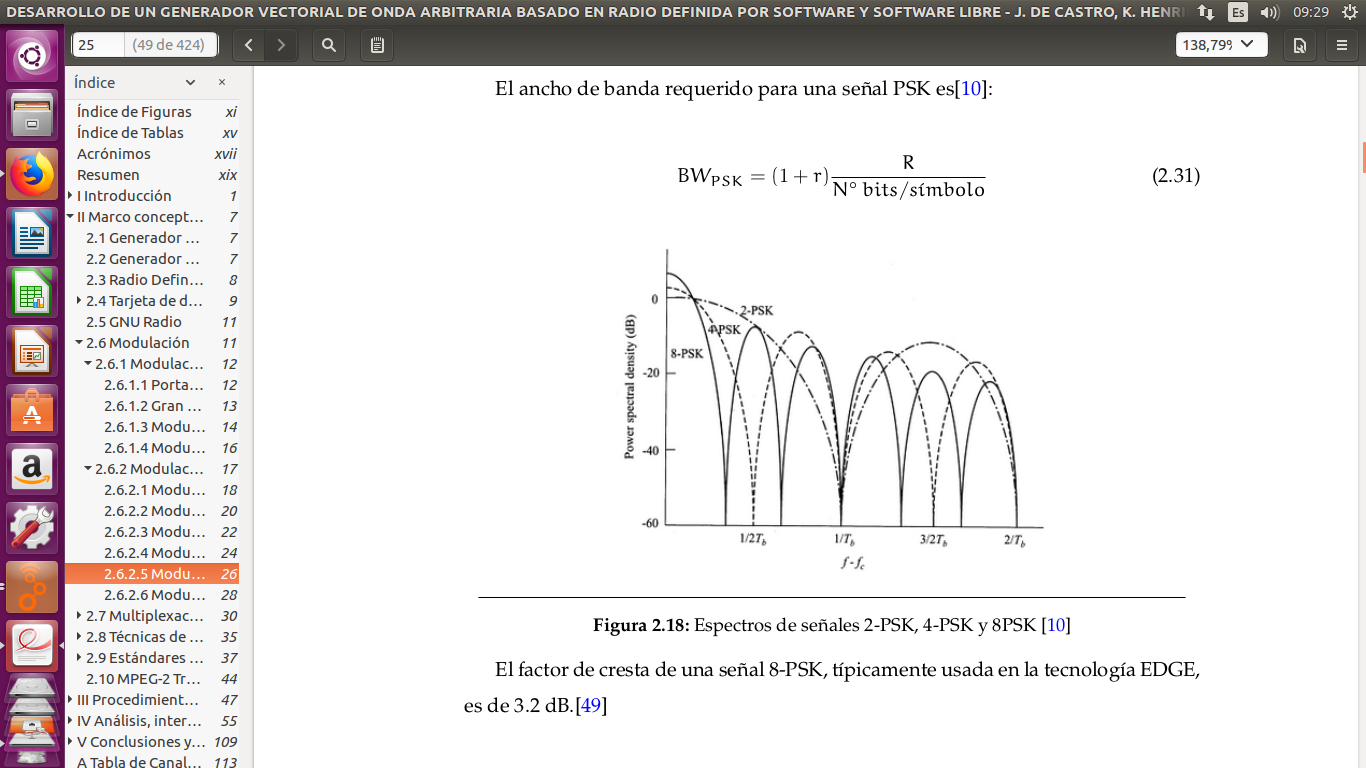 DESARROLLO DE UN GENERADOR VECTORIAL DE ONDA ARBITRARIA BASADO EN RADIO DEFINIDA POR SOFTWARE Y SOFTWARE LIBRE - J. DE CASTRO, K. HENRI
Es
09:29
25 (49 de 424)
138,79%
Índice
Índice de Figuras xi
Índice de Tablas xv
Acrónimos xvii
Resumen xix
I Introducción 1
II Marco concept... 7
2.1 Generador ... 7
2.2 Generador ... 7
2.3 Radio Defin... 8
2.4 Tarjeta de d... 9
2.5 GNU Radio 11
2.6 Modulación 11
2.6.1 Modulac... 12
2.6.1.1 Porta... 12
2.6.1.2 Gran ... 13
2.6.1.3 Modu... 14
2.6.1.4 Modu... 16
2.6.2 Modulac... 17
2.6.2.1 Modu... 18
2.6.2.2 Modu... 20
2.6.2.3 Modu... 22
2.6.2.4 Modu... 24
2.6.2.5 Modu... 26
2.6.2.6 Modu... 28
2.7 Multiplexac... 30
2.8 Técnicas de ... 35
2.9 Estándares ... 37
2.10 MPEG-2 Tr... 44
III Procedimient... 47
IV Análisis, inter... 55
V Conclusiones y... 109
A Tabla de Canal... 113
El ancho de banda requerido para una señal PSK es[10]:
BW_PSK = (1 + r) R / N° bits/símbolo (2.31)
Power spectral density (dB)
0
-20
-40
-60
2-PSK
4-PSK
8-PSK
1/2T_b 1/T_b 3/2T_b 2/T_b
f - f_c
Figura 2.18: Espectros de señales 2-PSK, 4-PSK y 8PSK [10]
El factor de cresta de una señal 8-PSK, típicamente usada en la tecnología EDGE,
es de 3.2 dB.[49]